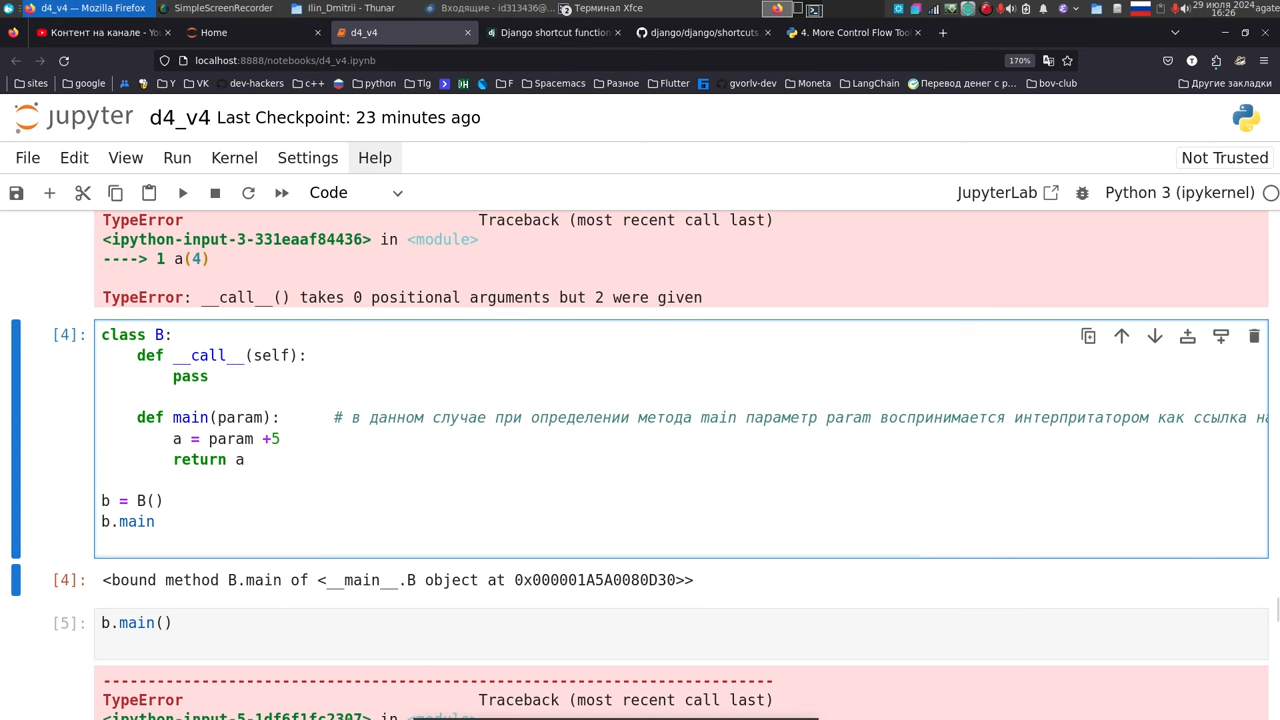 d4_v4 — Mozilla Firefox
SimpleScreenRecorder
Ilin_Dmitrii - Thunar
Входящие - id313436@...
2 Терминал Xfce
29 июля 2024
16:26
agate
Контент на канале - Yo
Home
d4_v4
Django shortcut function
django/django/shortcuts.
4. More Control Flow Too
localhost:8888/notebooks/d4_v4.ipynb
170%
sites google Y VK dev-hackers c++ python Tlg F Spacemacs Разное Flutter gvorlv-dev Moneta LangChain Перевод денег с р... bov-club Другие закладки
jupyter d4_v4 Last Checkpoint: 23 minutes ago
File Edit View Run Kernel Settings Help Not Trusted
Code JupyterLab Python 3 (ipykernel)
TypeError Traceback (most recent call last)
<ipython-input-3-331eaaf84436> in <module>
----> 1 a(4)
TypeError: __call__() takes 0 positional arguments but 2 were given
[4]: class B:
def __call__(self):
pass
def main(param): # в данном случае при определении метода main параметр param воспринимается интерпритатором как ссылка на
a = param +5
return a
b = B()
b.main
[4]: <bound method B.main of <__main__.B object at 0x000001A5A0080D30>>
[5]: b.main()
---------------------------------------------------------------------------
TypeError Traceback (most recent call last)
<ipython-input-5-1df6f1fc2307> in <module>